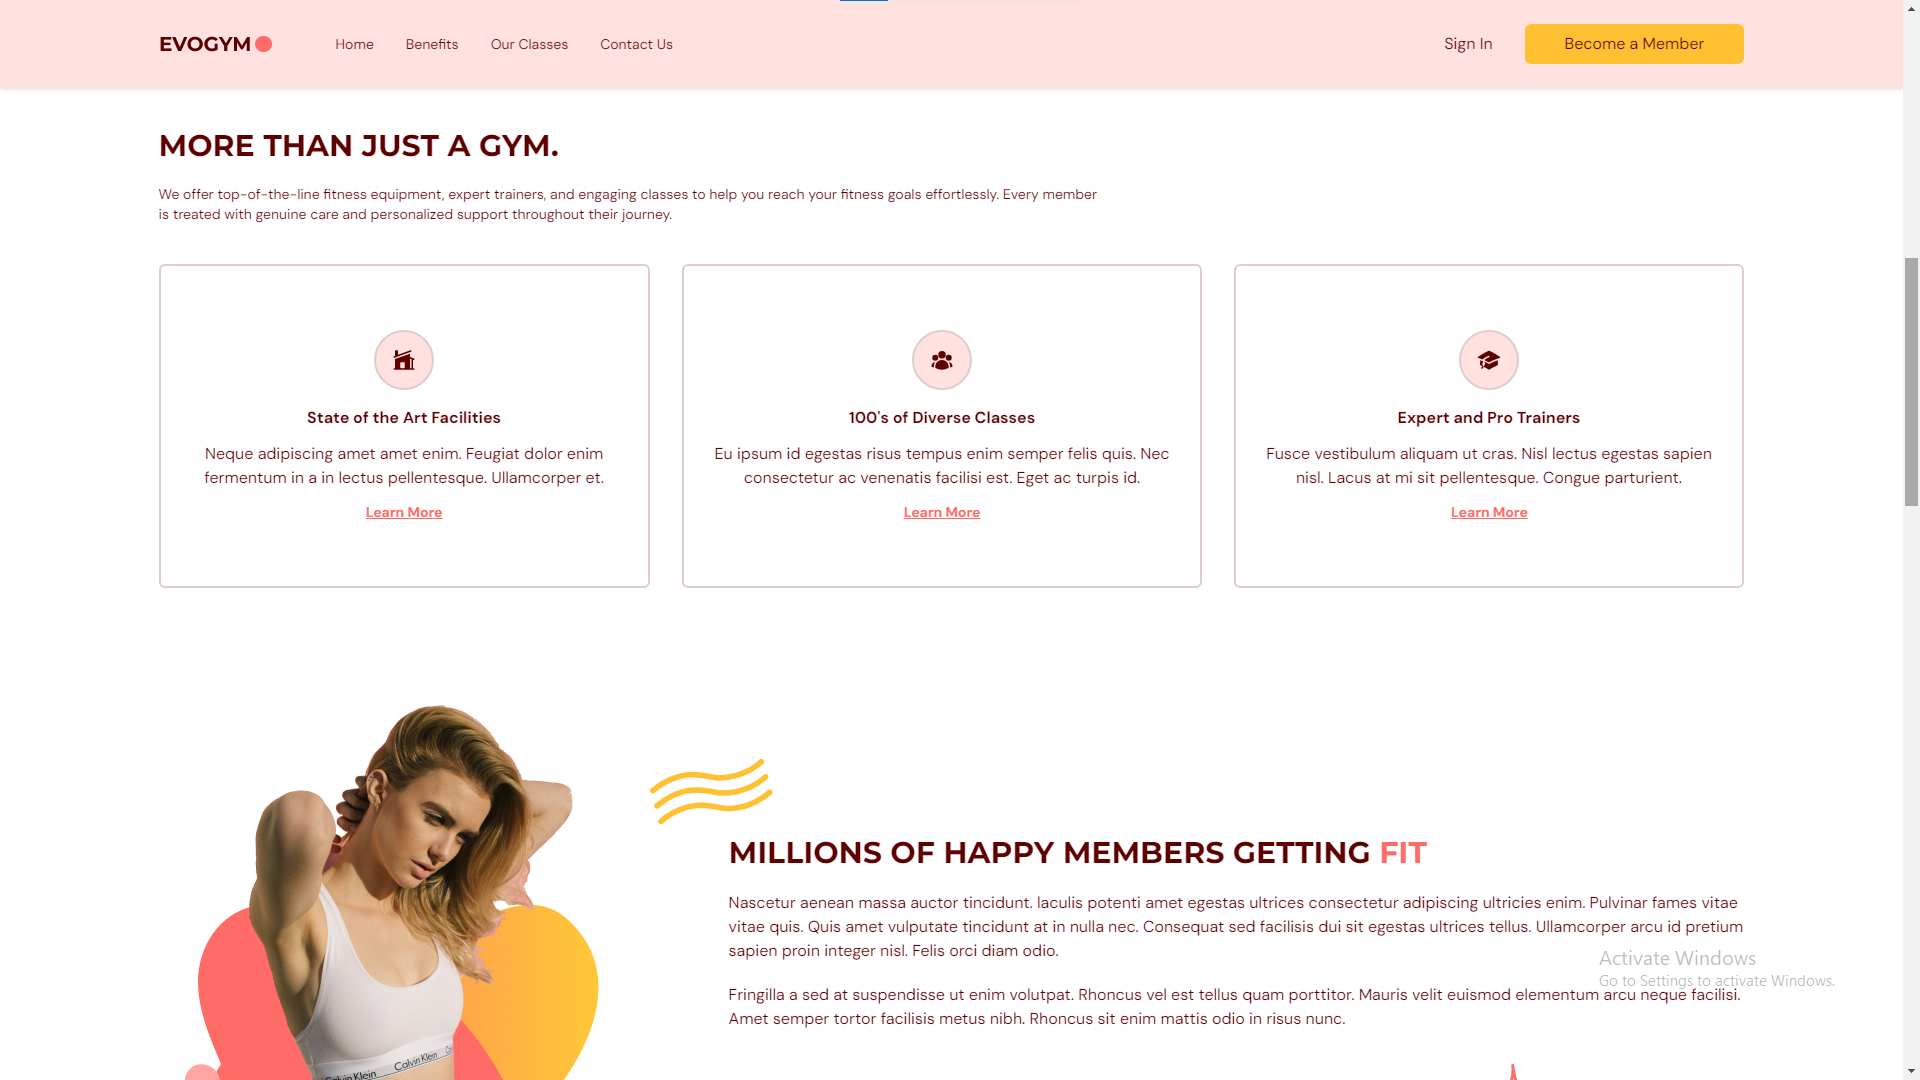 EVOGYM
Home
Benefits
Our Classes
Contact Us
Sign In
Become a Member
MORE THAN JUST A GYM.
We offer top-of-the-line fitness equipment, expert trainers, and engaging classes to help you reach your fitness goals effortlessly. Every member
is treated with genuine care and personalized support throughout their journey.
State of the Art Facilities
Neque adipiscing amet amet enim. Feugiat dolor enim
fermentum in a in lectus pellentesque. Ullamcorper et.
Learn More
100's of Diverse Classes
Eu ipsum id egestas risus tempus enim semper felis quis. Nec
consectetur ac venenatis facilisi est. Eget ac turpis id.
Learn More
Expert and Pro Trainers
Fusce vestibulum aliquam ut cras. Nisl lectus egestas sapien
nisl. Lacus at mi sit pellentesque. Congue parturient.
Learn More
MILLIONS OF HAPPY MEMBERS GETTING FIT
Nascetur aenean massa auctor tincidunt. Iaculis potenti amet egestas ultrices consectetur adipiscing ultricies enim. Pulvinar fames vitae
vitae quis. Quis amet vulputate tincidunt at in nulla nec. Consequat sed facilisis dui sit egestas ultrices tellus. Ullamcorper arcu id pretium
sapien proin integer nisl. Felis orci diam odio.
Fringilla a sed at suspendisse ut enim volutpat. Rhoncus vel est tellus quam porttitor. Mauris velit euismod elementum arcu neque facilisi.
Amet semper tortor facilisis metus nibh. Rhoncus sit enim mattis odio in risus nunc.
Calvin Klein
Calvin Klein
Activate Windows
Go to Settings to activate Windows.